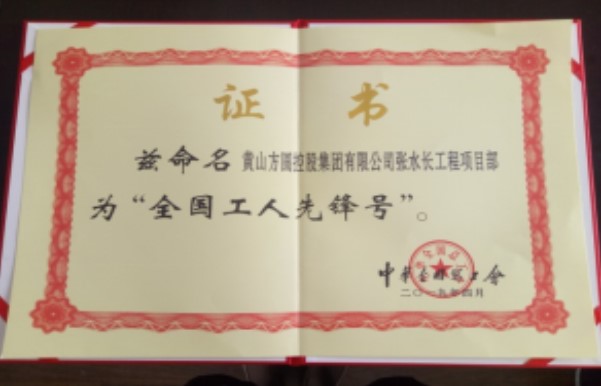 证书
兹命名 黄山方圆控股集团有限公司张水长工程项目部
为“全国工人先锋号”。
中华全国总工会
二〇一九年四月